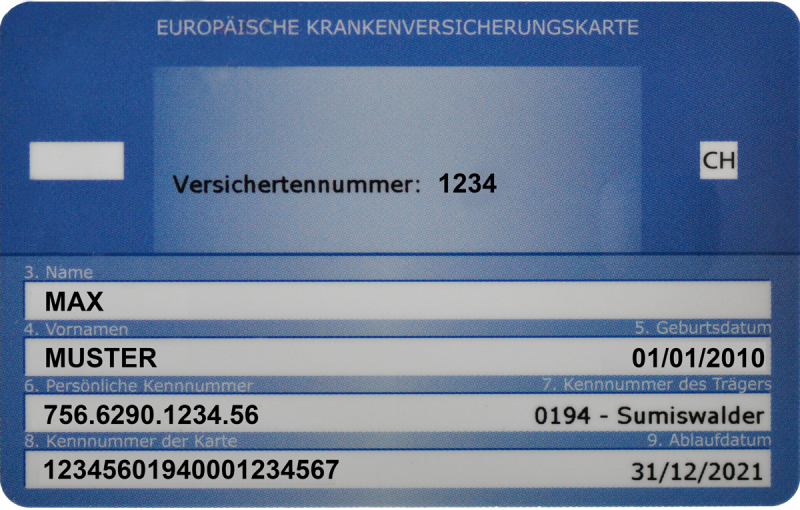 EUROPÄISCHE KRANKENVERSICHERUNGSKARTE
CH
Versichertennummer: 1234
3. Name
MAX
4. Vornamen 5. Geburtsdatum
MUSTER 01/01/2010
6. Persönliche Kennnummer 7. Kennnummer des Trägers
756.6290.1234.56 0194 - Sumiswalder
8. Kennnummer der Karte 9. Ablaufdatum
12345601940001234567 31/12/2021